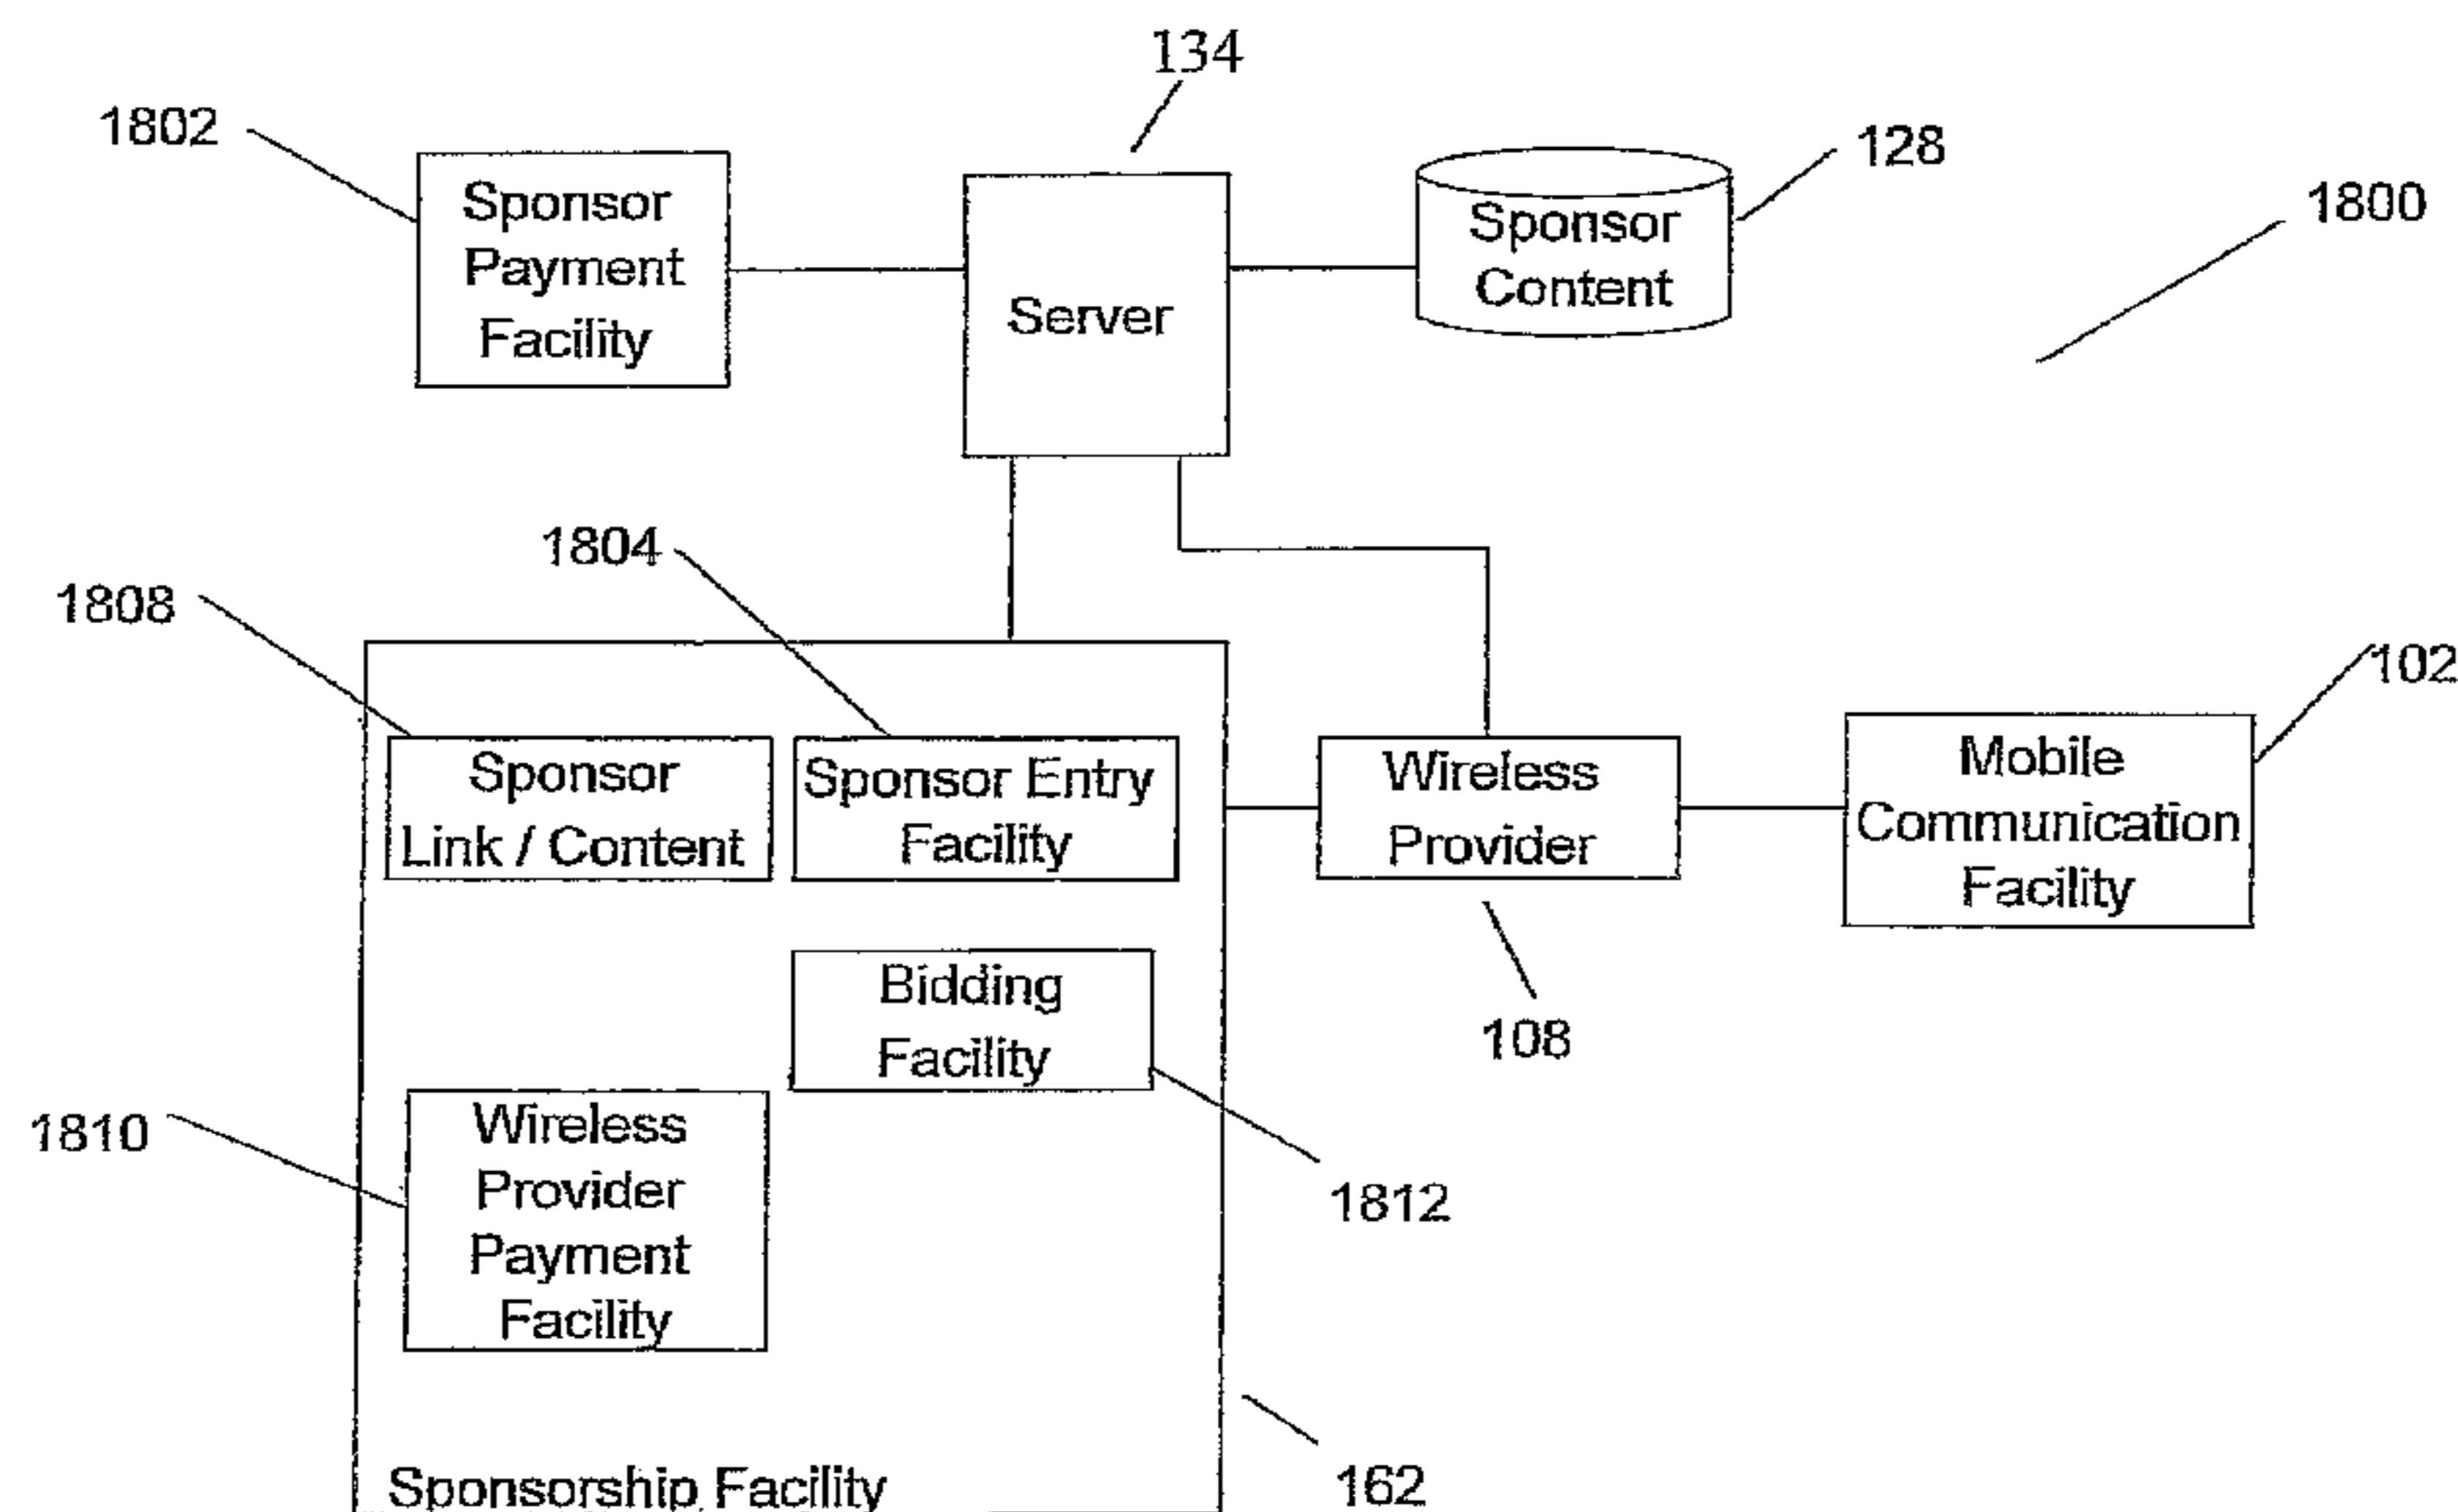 134
1802
128
1800
Sponsor
Payment
Facility
Server
Sponsor
Content
1804
1808
102
Sponsor
Link / Content
Sponsor Entry
Facility
Wireless
Provider
Mobile
Communication
Facility
Bidding
Facility
108
1810
Wireless
Provider
Payment
Facility
1812
Sponsorship Facility
162